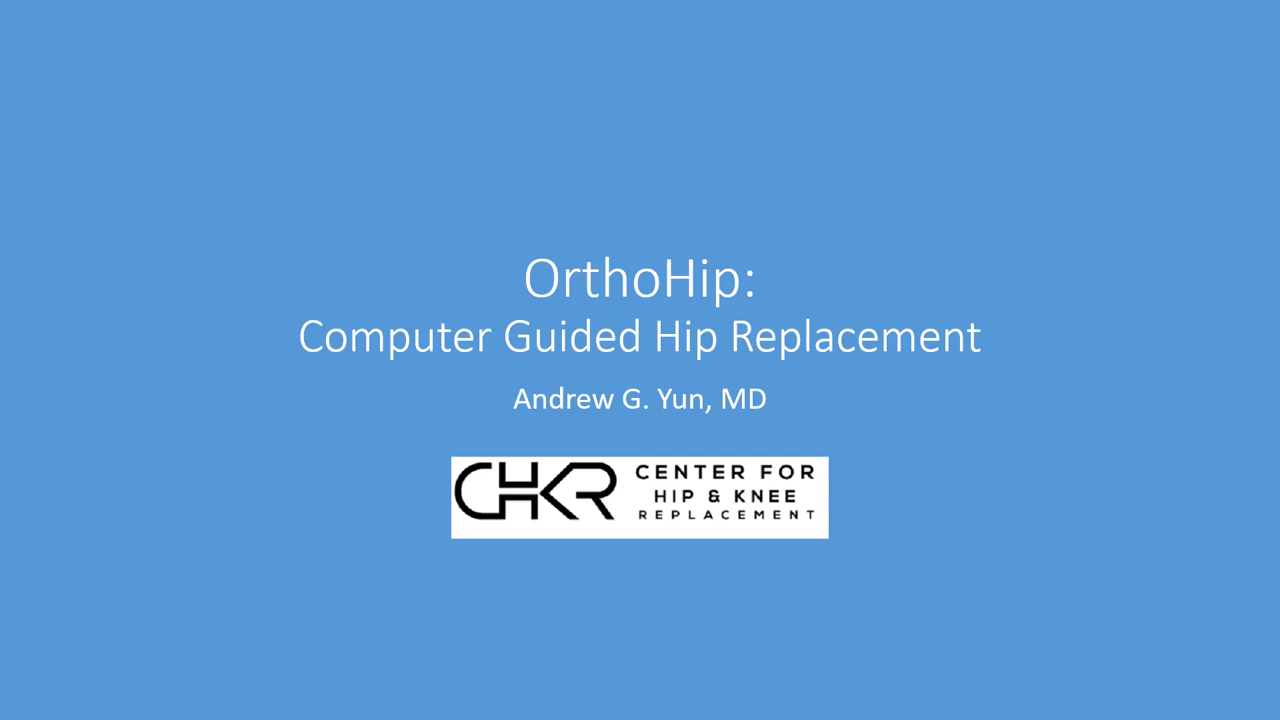 OrthoHip:
Computer Guided Hip Replacement
Andrew G. Yun, MD
CHKR CENTER FOR
HIP & KNEE
REPLACEMENT